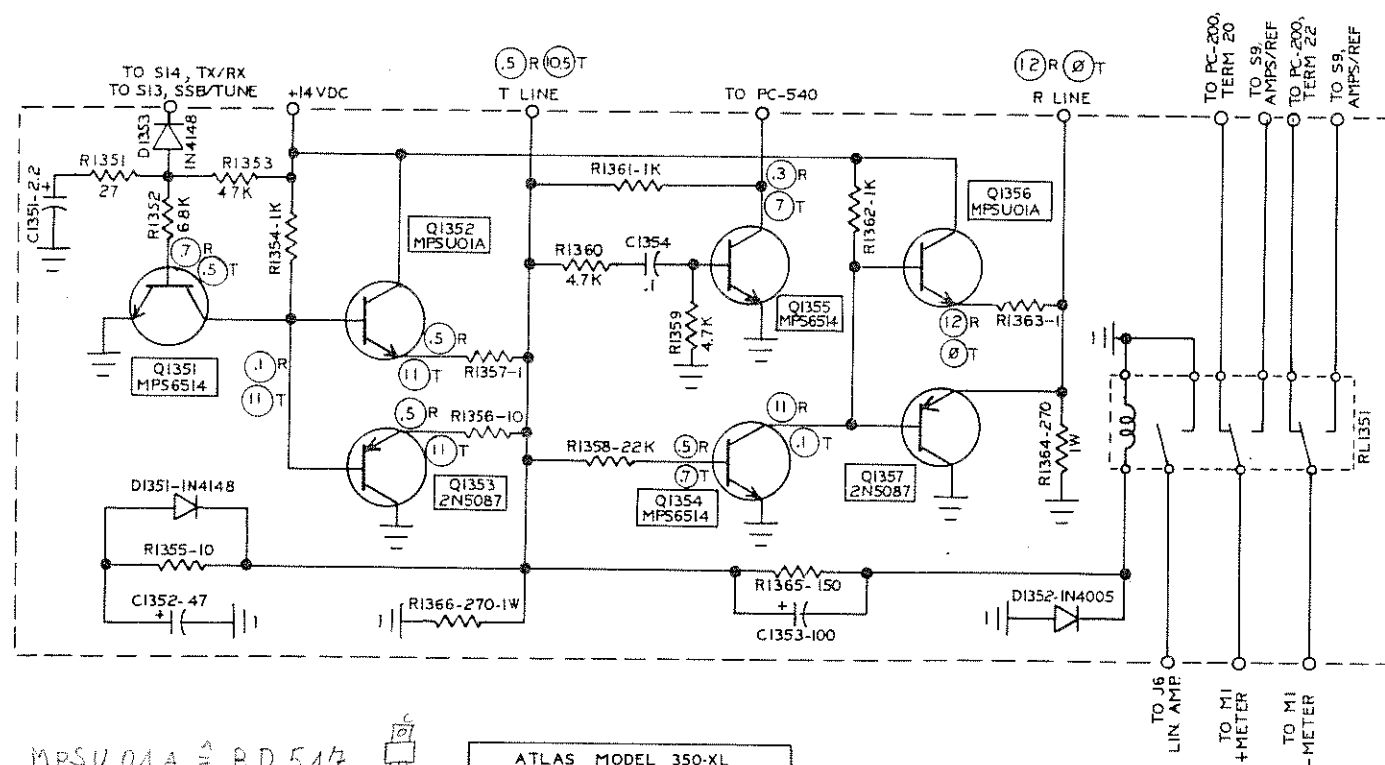 TO S14, TX/RX
TO S13, SSB/TUNE
+14VDC
.5 R 10.5 T
T LINE
TO PC-540
12 R Ø T
R LINE
TO PC-200,
TERM 20
TO S9,
AMPS/REF
TO PC-200,
TERM 22
TO S9,
AMPS/REF
D1353
1N4148
R1351
27
R1353
4.7K
C1351-2.2
+
R1352
6.8K
R1354-1K
.7 R
.5 T
Q1351
MPS6514
.1 R
11 T
Q1352
MPSU01A
.5 R
11 T
R1357-1
.5 R
11 T
R1356-10
Q1353
2N5087
R1361-1K
.3 R
7 T
R1360
4.7K
C1354
.1
R1359
4.7K
Q1355
MPS6514
R1362-1K
Q1356
MPSU01A
12 R
Ø T
R1363-1
R1358-22K
.5 R
.7 T
Q1354
MPS6514
11 R
.1 T
Q1357
2N5087
R1364-270
1W
RL1351
D1351-1N4148
R1355-10
C1352-47
+
R1366-270-1W
R1365-150
+
C1353-100
D1352-1N4005
TO J6
LIN AMP.
TO M1
+METER
TO M1
-METER
MPSU 01A ≙ BD 517
C
ATLAS MODEL 350-XL